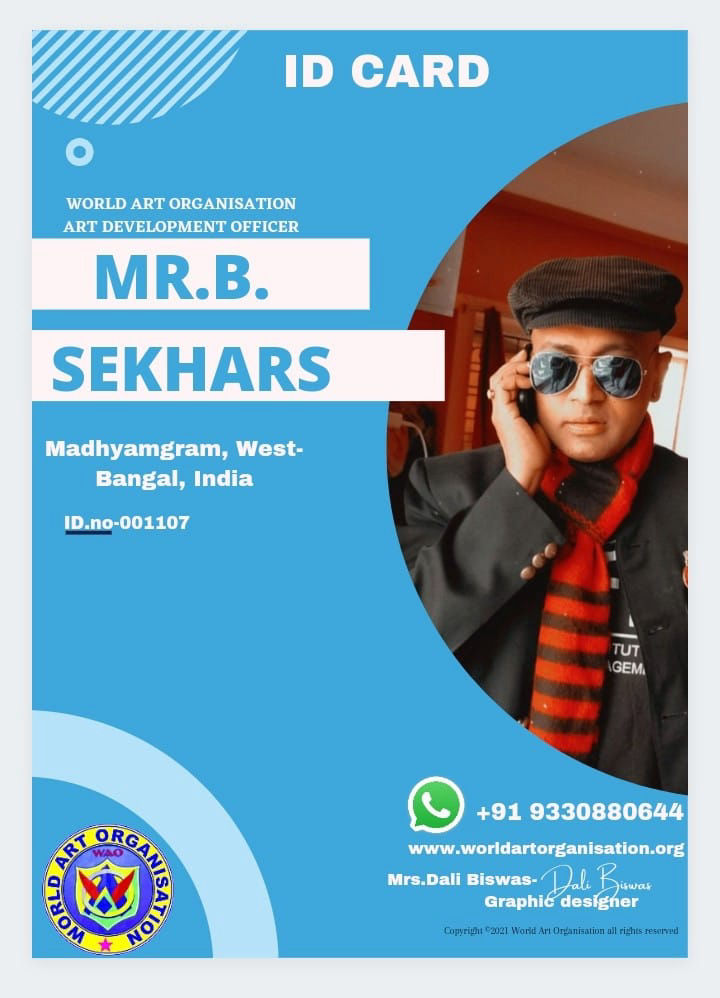 ID CARD
WORLD ART ORGANISATION
ART DEVELOPMENT OFFICER
MR.B.
SEKHARS
Madhyamgram, West-
Bangal, India
ID.no-001107
TUT
AGEM
+91 9330880644
www.worldartorganisation.org
Mrs.Dali Biswas- Dali Biswas
Graphic designer
Copyright ©2021 World Art Organisation all rights reserved
WORLD ART ORGANISATION
WAO